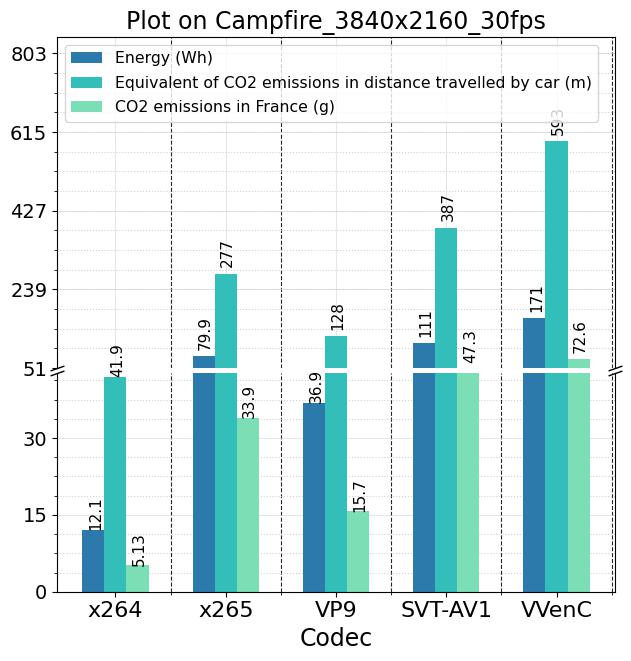 Plot on Campfire_3840x2160_30fps
Energy (Wh)
Equivalent of CO2 emissions in distance travelled by car (m)
CO2 emissions in France (g)
803
615
427
239
51
30
15
0
12.1
41.9
5.13
79.9
277
33.9
36.9
128
15.7
111
387
47.3
171
593
72.6
x264
x265
VP9
SVT-AV1
VVenC
Codec